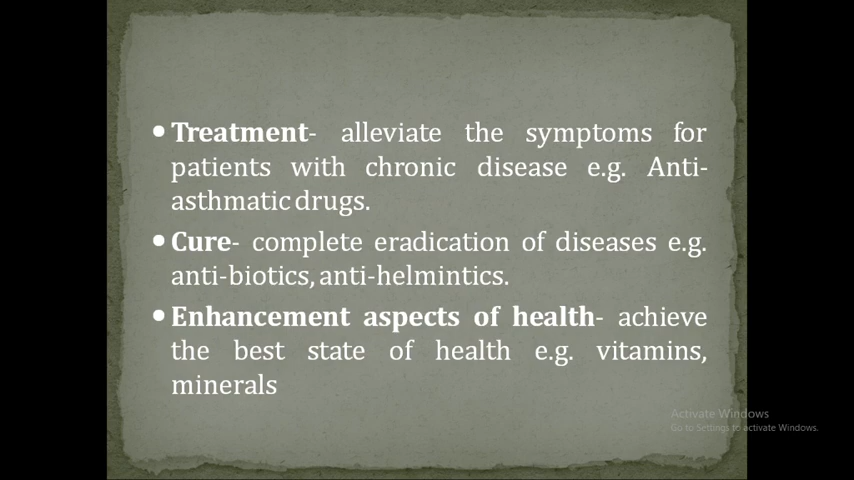 • Treatment- alleviate the symptoms for
patients with chronic disease e.g. Anti-
asthmatic drugs.
• Cure- complete eradication of diseases e.g.
anti-biotics, anti-helmintics.
• Enhancement aspects of health- achieve
the best state of health e.g. vitamins,
minerals
Activate Windows
Go to Settings to activate Windows.